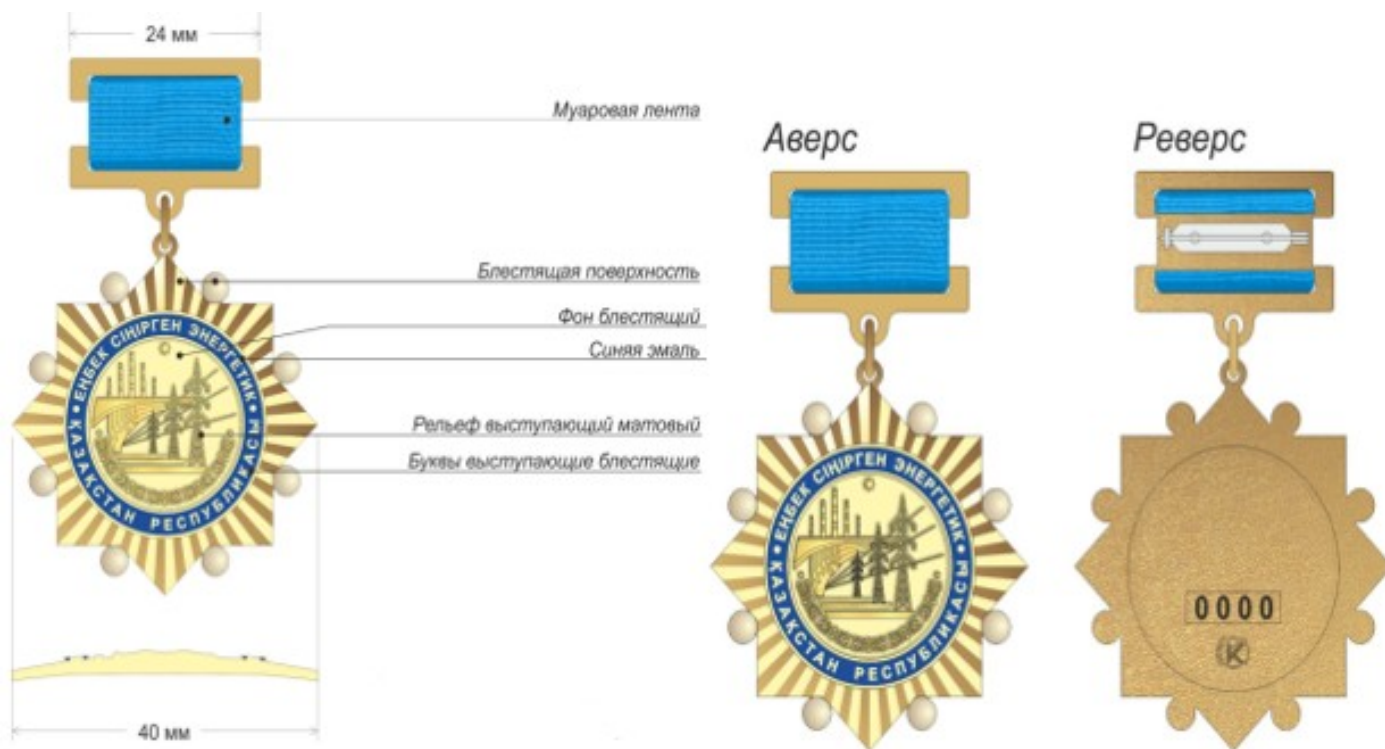 24 мм
Муаровая лента
Блестящая поверхность
Фон блестящий
Синяя эмаль
Рельеф выступающий матовый
Буквы выступающие блестящие
• ЕҢБЕК СІҢІРГЕН ЭНЕРГЕТИК •
ҚАЗАҚСТАН РЕСПУБЛИКАСЫ
40 мм
Аверс
• ЕҢБЕК СІҢІРГЕН ЭНЕРГЕТИК •
ҚАЗАҚСТАН РЕСПУБЛИКАСЫ
Реверс
0000
К